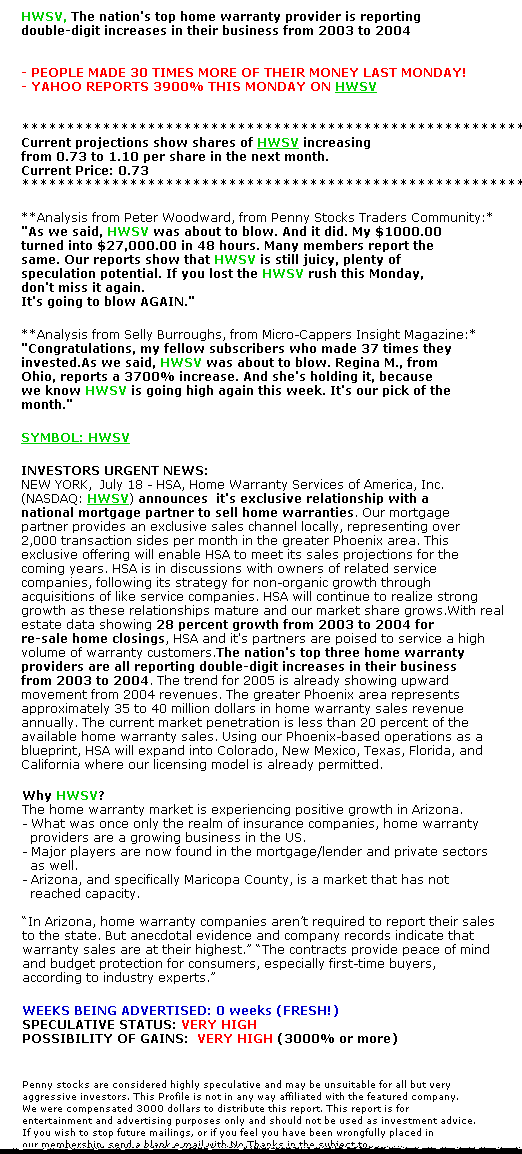 HWSV, The nation's top home warranty provider is reporting
double-digit increases in their business from 2003 to 2004
- PEOPLE MADE 30 TIMES MORE OF THEIR MONEY LAST MONDAY!
- YAHOO REPORTS 3900% THIS MONDAY ON HWSV
******************************************************
Current projections show shares of HWSV increasing
from 0.73 to 1.10 per share in the next month.
Current Price: 0.73
******************************************************
**Analysis from Peter Woodward, from Penny Stocks Traders Community:*
"As we said, HWSV was about to blow. And it did. My $1000.00
turned into $27,000.00 in 48 hours. Many members report the
same. Our reports show that HWSV is still juicy, plenty of
speculation potential. If you lost the HWSV rush this Monday,
don't miss it again.
It's going to blow AGAIN."
**Analysis from Selly Burroughs, from Micro-Cappers Insight Magazine:*
"Congratulations, my fellow subscribers who made 37 times they
invested.As we said, HWSV was about to blow. Regina M., from
Ohio, reports a 3700% increase. And she's holding it, because
we know HWSV is going high again this week. It's our pick of the
month."
SYMBOL: HWSV
INVESTORS URGENT NEWS:
NEW YORK, July 18 - HSA, Home Warranty Services of America, Inc.
(NASDAQ: HWSV) announces it's exclusive relationship with a
national mortgage partner to sell home warranties. Our mortgage
partner provides an exclusive sales channel locally, representing over
2,000 transaction sides per month in the greater Phoenix area. This
exclusive offering will enable HSA to meet its sales projections for the
coming years. HSA is in discussions with owners of related service
companies, following its strategy for non-organic growth through
acquisitions of like service companies. HSA will continue to realize strong
growth as these relationships mature and our market share grows.With real
estate data showing 28 percent growth from 2003 to 2004 for
re-sale home closings, HSA and it's partners are poised to service a high
volume of warranty customers.The nation's top three home warranty
providers are all reporting double-digit increases in their business
from 2003 to 2004. The trend for 2005 is already showing upward
movement from 2004 revenues. The greater Phoenix area represents
approximately 35 to 40 million dollars in home warranty sales revenue
annually. The current market penetration is less than 20 percent of the
available home warranty sales. Using our Phoenix-based operations as a
blueprint, HSA will expand into Colorado, New Mexico, Texas, Florida, and
California where our licensing model is already permitted.
Why HWSV?
The home warranty market is experiencing positive growth in Arizona.
- What was once only the realm of insurance companies, home warranty
providers are a growing business in the US.
- Major players are now found in the mortgage/lender and private sectors
as well.
- Arizona, and specifically Maricopa County, is a market that has not
reached capacity.
“In Arizona, home warranty companies aren’t required to report their sales
to the state. But anecdotal evidence and company records indicate that
warranty sales are at their highest.” “The contracts provide peace of mind
and budget protection for consumers, especially first-time buyers,
according to industry experts.”
WEEKS BEING ADVERTISED: 0 weeks (FRESH!)
SPECULATIVE STATUS: VERY HIGH
POSSIBILITY OF GAINS: VERY HIGH (3000% or more)
Penny stocks are considered highly speculative and may be unsuitable for all but very
aggressive investors. This Profile is not in any way affiliated with the featured company.
We were compensated 3000 dollars to distribute this report. This report is for
entertainment and advertising purposes only and should not be used as investment advice.
If you wish to stop future mailings, or if you feel you have been wrongfully placed in
our membership, send a blank e mail with No Thanks in the subject to